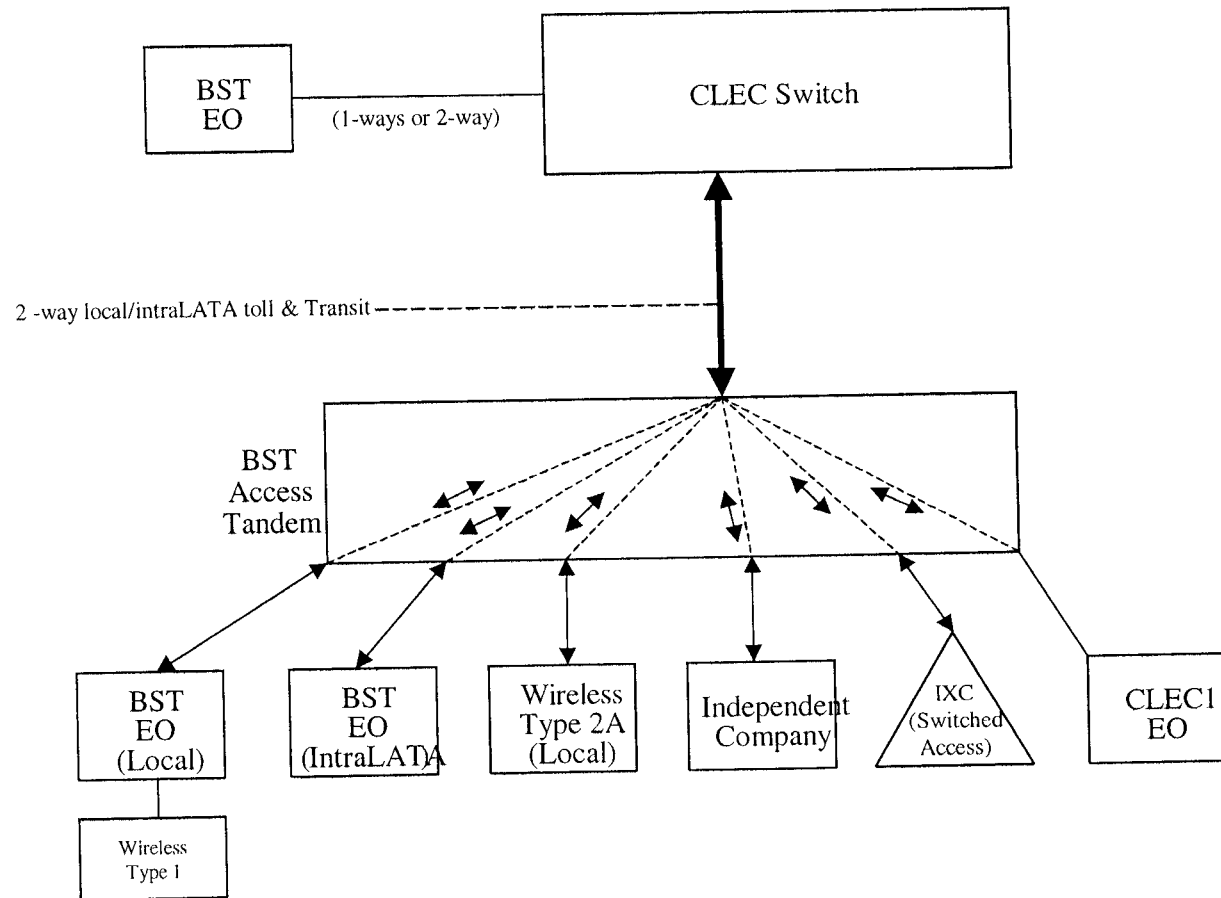 BST
EO
(1-ways or 2-way)
CLEC Switch
2 -way local/intraLATA toll & Transit
BST
Access
Tandem
BST
EO
(Local)
BST
EO
(IntraLAT)A
Wireless
Type 2A
(Local)
Independent
Company
IXC
(Switched
Access)
CLEC1
EO
Wireless
Type 1